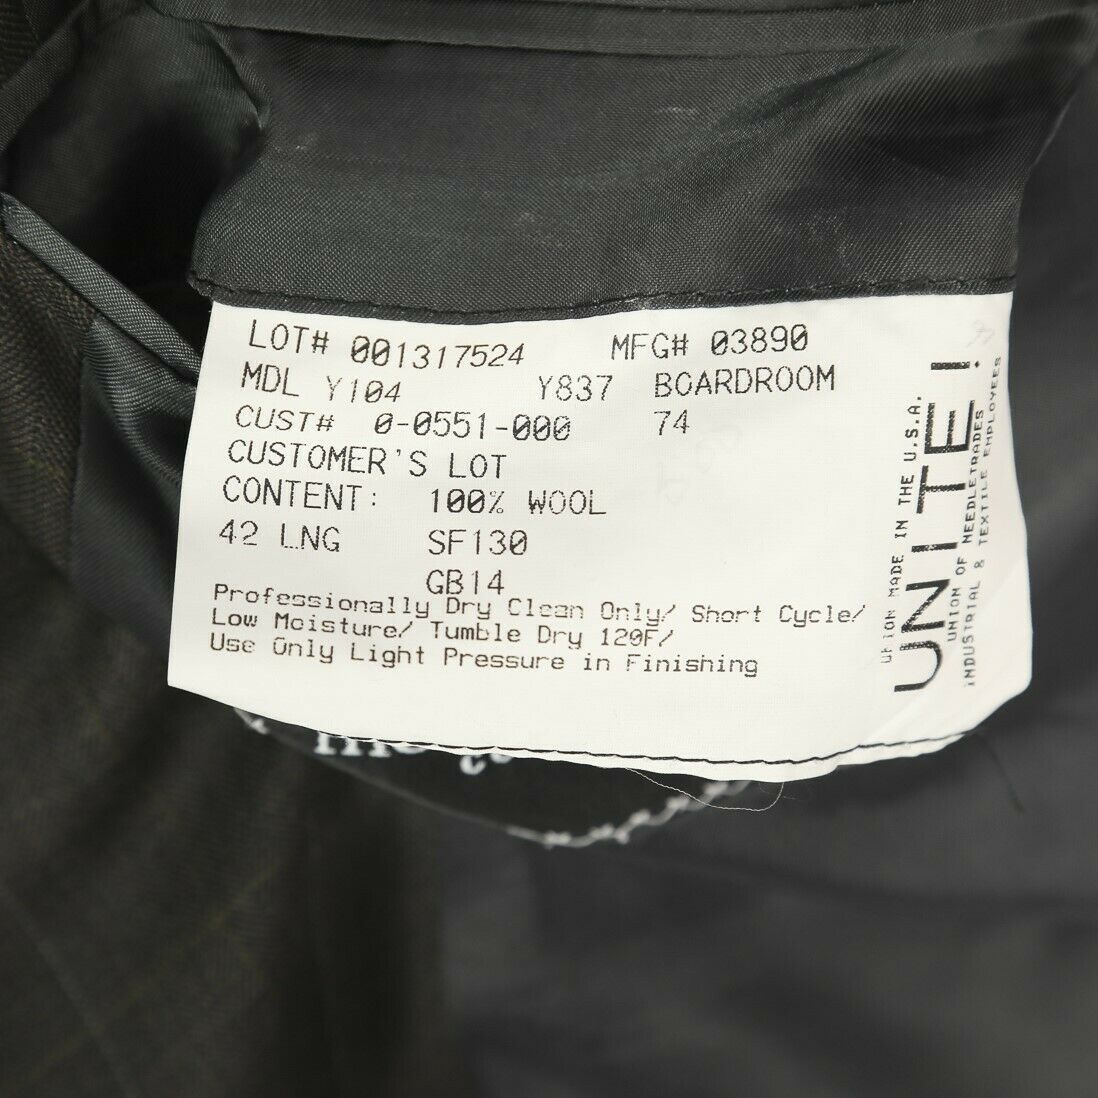 LOT# 001317524 MFG# 03890
MDL Y104 Y837 BOARDROOM
CUST# 0-0551-000 74
CUSTOMER'S LOT
CONTENT: 100% WOOL
42 LNG SF130
GB14
Professionally Dry Clean Only/ Short Cycle/
Low Moisture/ Tumble Dry 120F/
Use Only Light Pressure in Finishing
UNION MADE IN THE U.S.A.
UNITE!
UNION OF NEEDLETRADES
INDUSTRIAL & TEXTILE EMPLOYEES